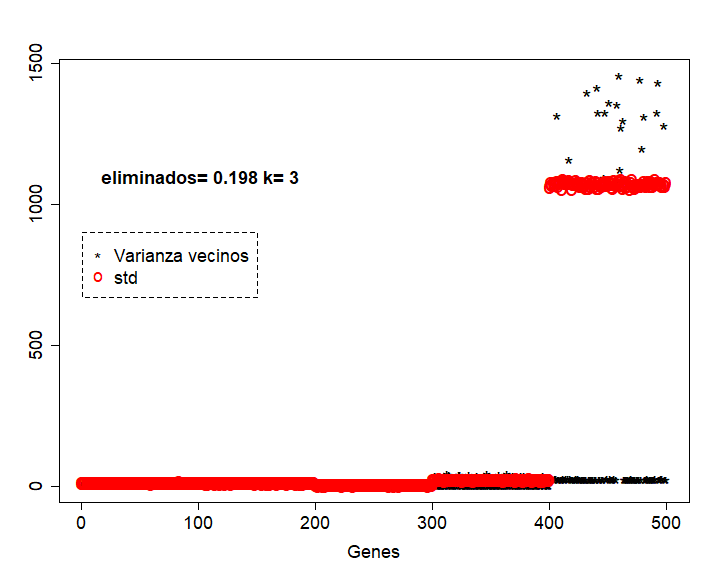 1500
1000
500
0
eliminados= 0.198 k= 3
* Varianza vecinos
o std
0 100 200 300 400 500
Genes